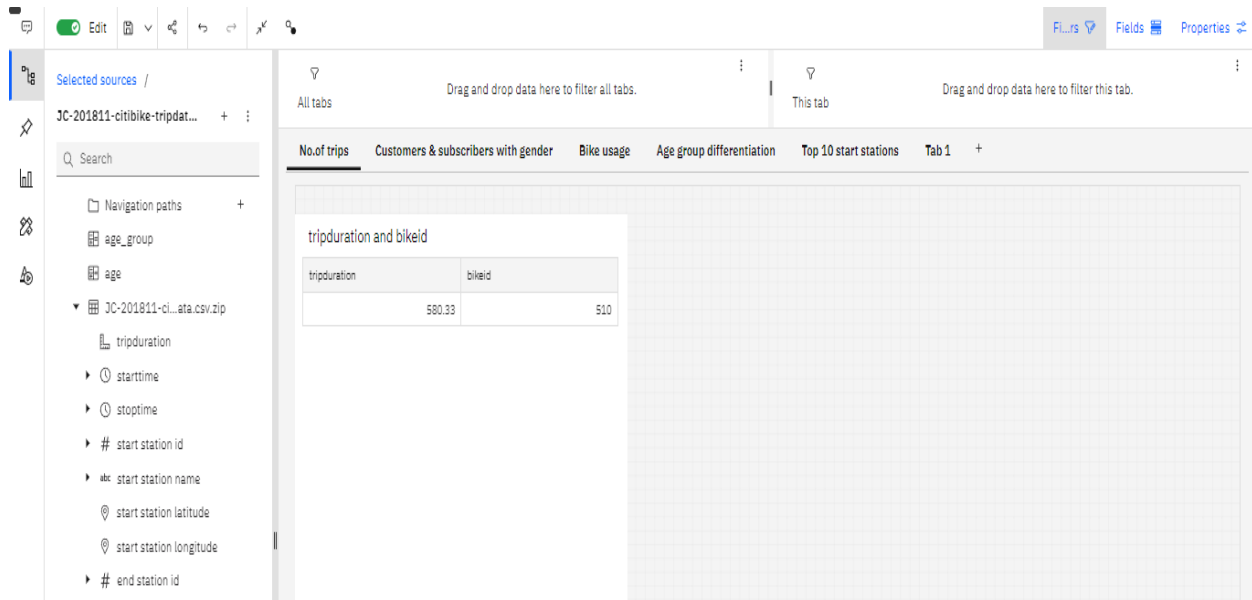 Edit
Fi...rs
Fields
Properties
Selected sources /
JC-201811-citibike-tripdat... +
Search
Navigation paths +
age_group
age
JC-201811-ci...ata.csv.zip
tripduration
starttime
stoptime
# start station id
abc start station name
start station latitude
start station longitude
# end station id
All tabs
Drag and drop data here to filter all tabs.
This tab
Drag and drop data here to filter this tab.
No.of trips Customers & subscribers with gender Bike usage Age group differentiation Top 10 start stations Tab 1 +
tripduration and bikeid
tripduration bikeid
580.33 510